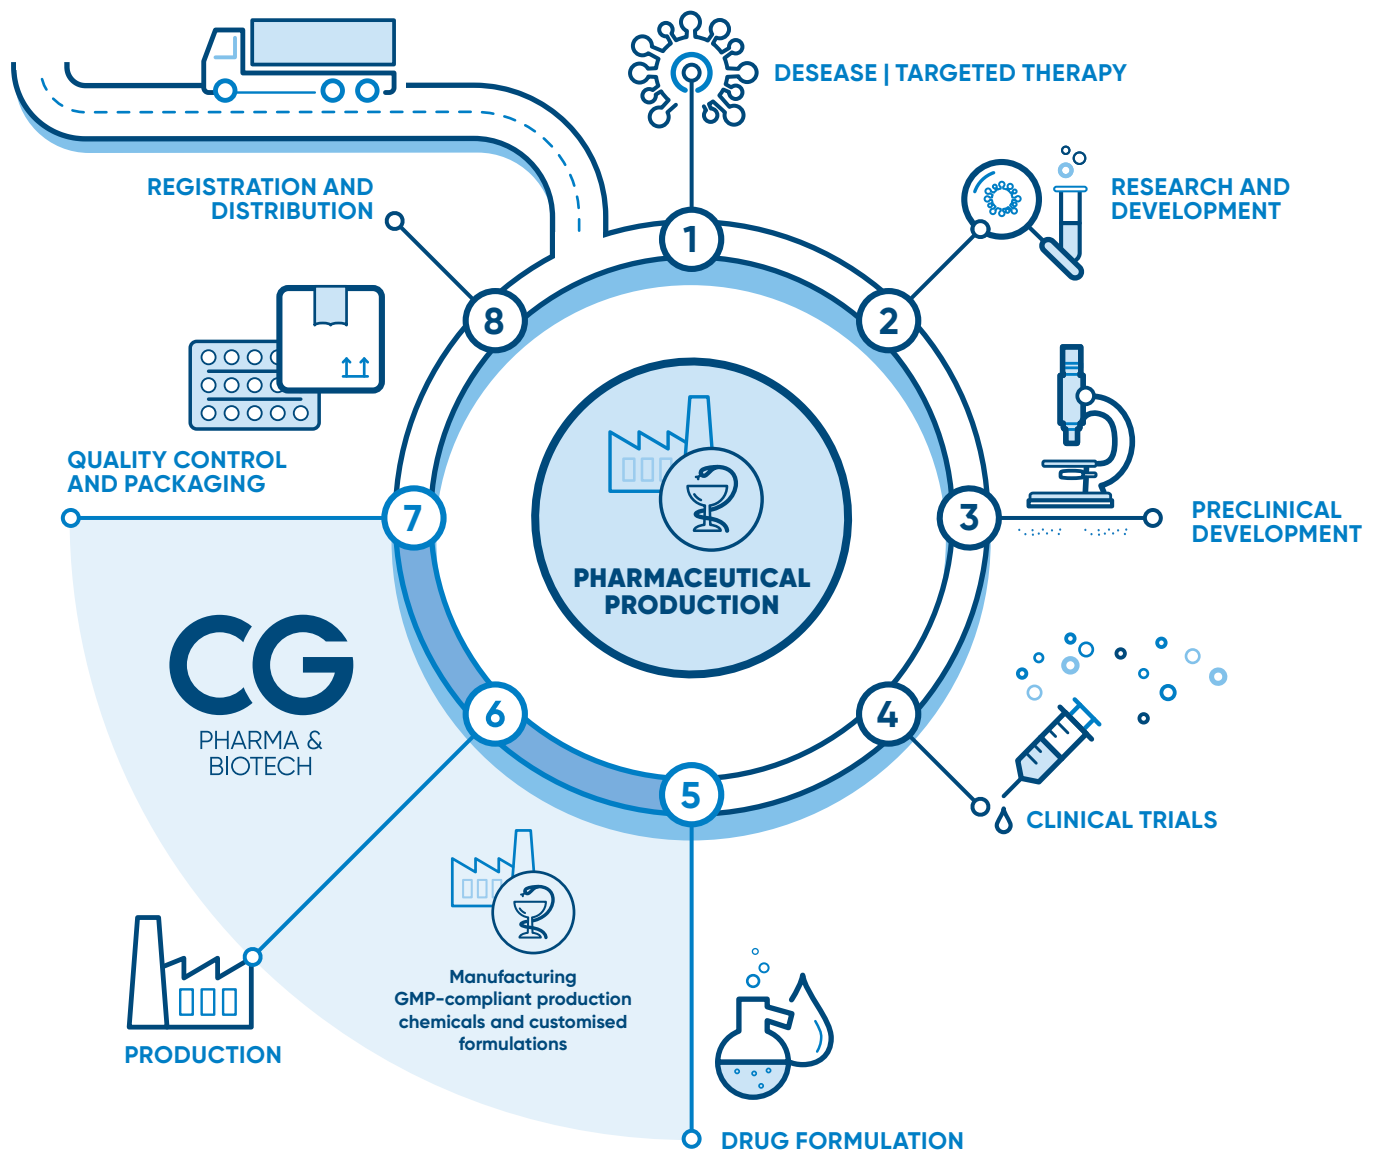 DESEASE | TARGETED THERAPY
1
RESEARCH AND
DEVELOPMENT
2
PRECLINICAL
DEVELOPMENT
3
CLINICAL TRIALS
4
DRUG FORMULATION
5
PRODUCTION
6
QUALITY CONTROL
AND PACKAGING
7
REGISTRATION AND
DISTRIBUTION
8
PHARMACEUTICAL
PRODUCTION
CG
PHARMA &
BIOTECH
Manufacturing
GMP-compliant production
chemicals and customised
formulations